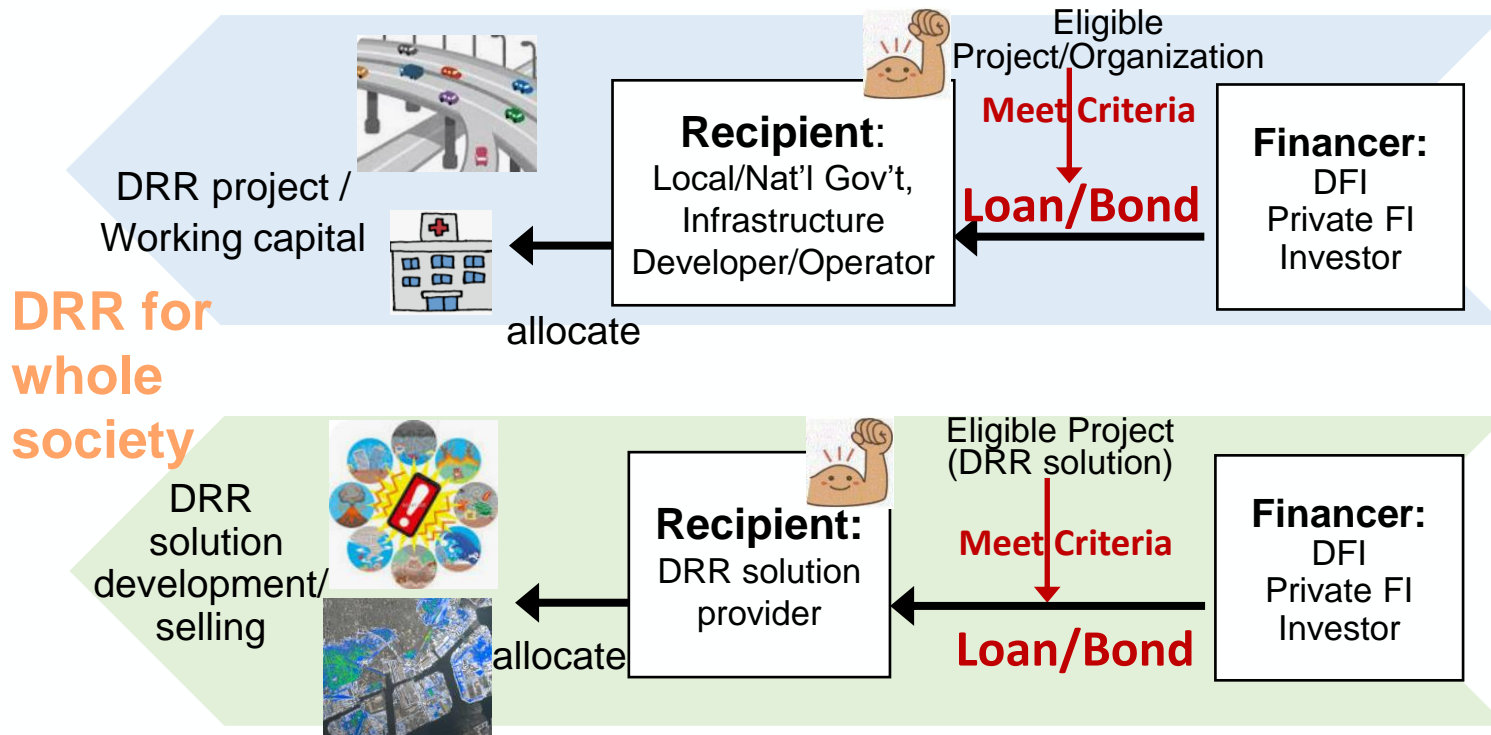 Eligible
Project/Organization
Meet Criteria
Recipient:
Local/Nat'l Gov't,
Infrastructure
Developer/Operator
Loan/Bond
Financer:
DFI
Private FI
Investor
DRR project /
Working capital
allocate
DRR for
whole
society
Eligible Project
(DRR solution)
Meet Criteria
Recipient:
DRR solution
provider
Loan/Bond
Financer:
DFI
Private FI
Investor
DRR
solution
development/
selling
allocate